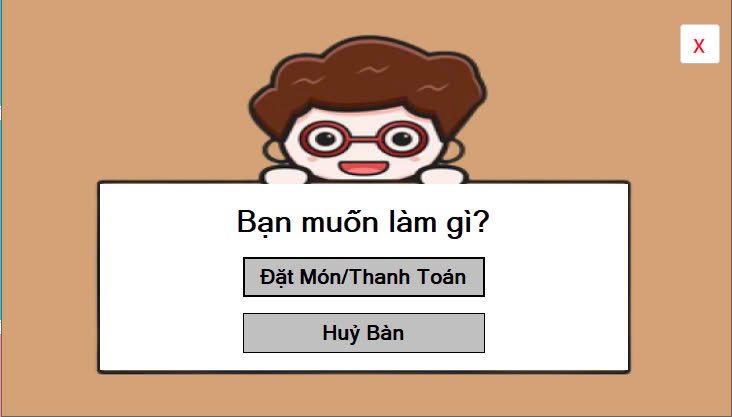 X
Bạn muốn làm gì?
Đặt Món/Thanh Toán
Huỷ Bàn